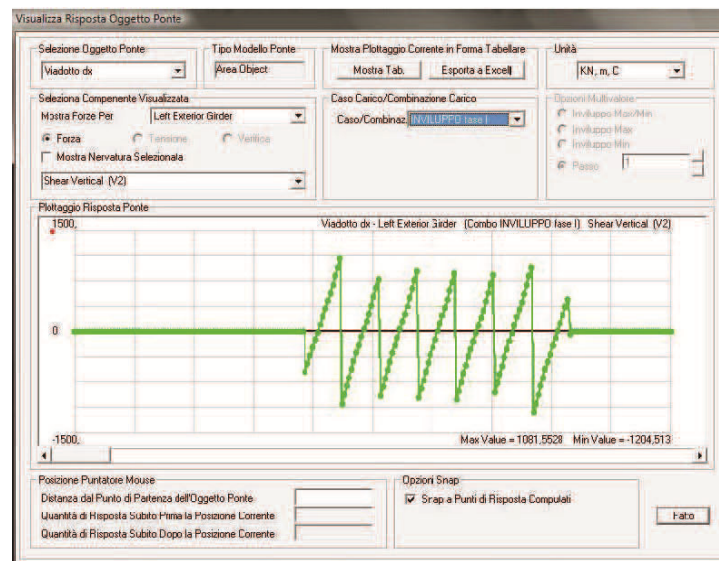 Visualizza Risposta Oggetto Ponte
Selezione Oggetto Ponte
Viadotto dx
Tipo Modello Ponte
Area Object
Mostra Plottaggio Corrente in Forma Tabellare
Mostra Tab.
Esporta a Excell
Unità
KN, m, C
Seleziona Componente Visualizzata
Mostra Forze Per
Left Exterior Girder
Forza
Tensione
Verifica
Mostra Nervatura Selezionala
Shear Vertical (V2)
Caso Carico/Combinazione Carico
Caso/Combinaz.
INVILUPPO fase I
Opzioni Multivalore
Inviluppo Max/Min
Inviluppo Max
Inviluppo Min
Passo
1
Plottaggio Risposta Ponte
1500,
Viadotto dx - Left Exterior Girder (Combo INVILUPPO fase I) Shear Vertical (V2)
0
-1500,
Max Value = 1081,5528 Min Value = -1204,513
Posizione Puntatore Mouse
Distanza dal Punto di Partenza dell'Oggetto Ponte
Quantità di Risposta Subito Prima la Posizione Corrente
Quantità di Risposta Subito Dopo la Posizione Corrente
Opzioni Snap
Snap a Punti di Risposta Compulati
Fatto